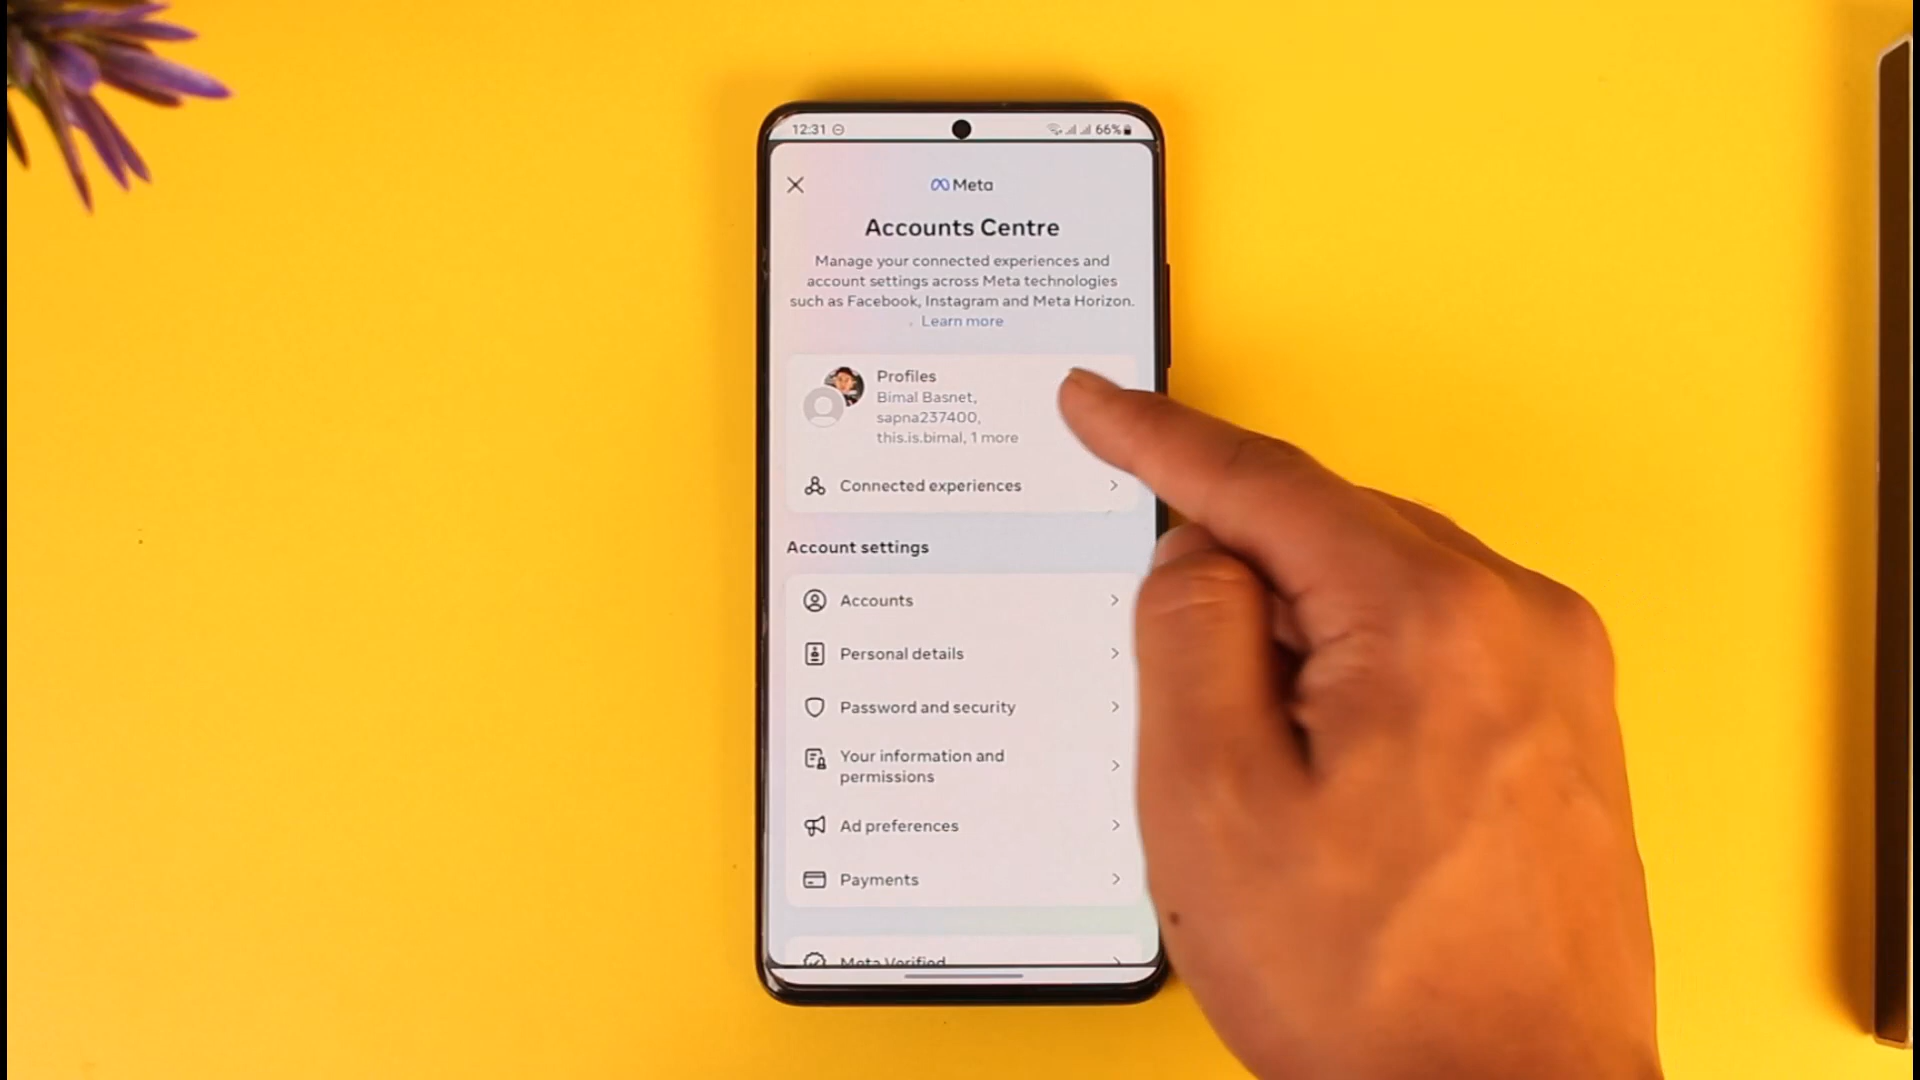 12:31
66%
Meta
Accounts Centre
Manage your connected experiences and
account settings across Meta technologies
such as Facebook, Instagram and Meta Horizon.
Learn more
Profiles
Bimal Basnet,
sapna237400,
this.is.bimal, 1 more
Connected experiences
Account settings
Accounts
Personal details
Password and security
Your information and
permissions
Ad preferences
Payments
Meta Verified